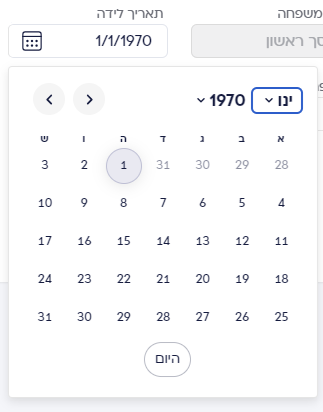 משפחה תאריך לידה
סך ראשון 1/1/1970
ינו 1970
א ב ג ד ה ו ש
28 29 30 31 1 2 3
4 5 6 7 8 9 10
11 12 13 14 15 16 17
18 19 20 21 22 23 24
25 26 27 28 29 30 31
היום